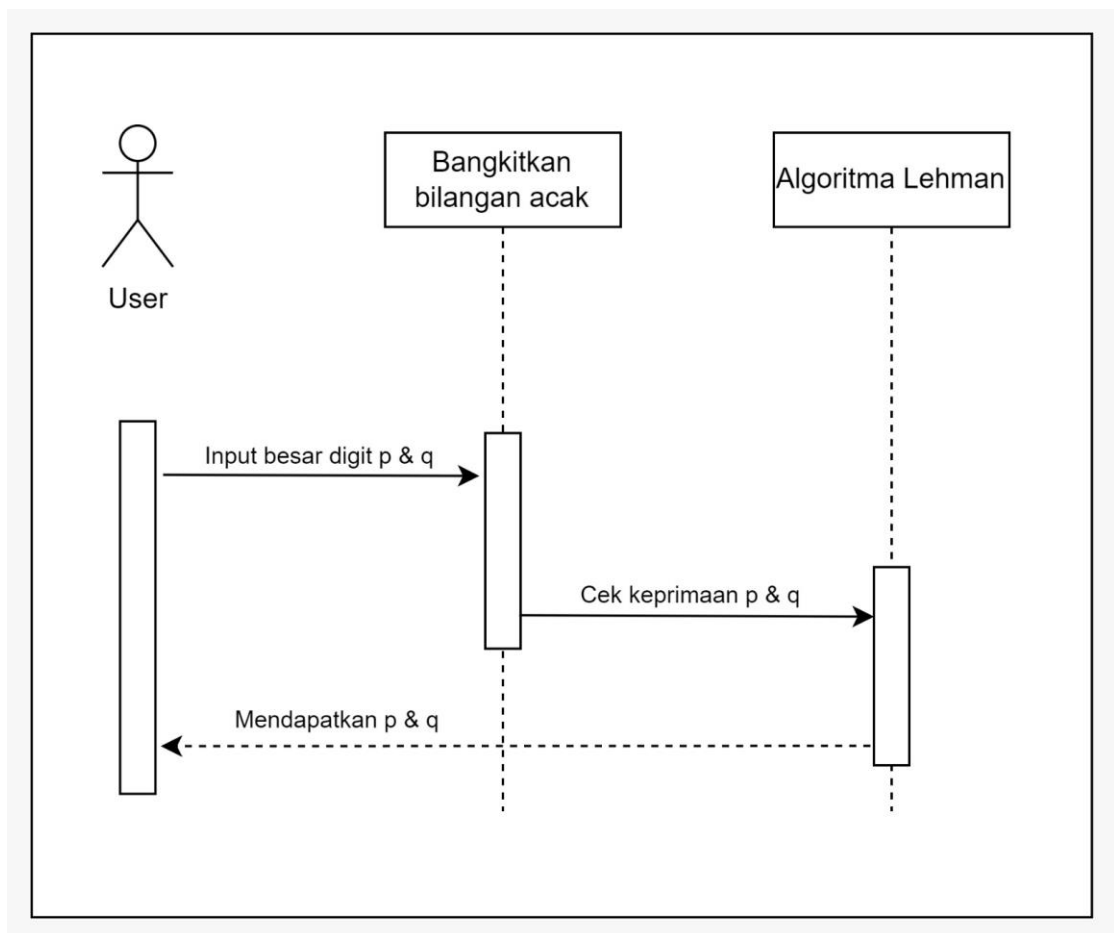 Bangkitkan
bilangan acak
Algoritma Lehman
User
Input besar digit p & q
Cek keprimaan p & q
Mendapatkan p & q